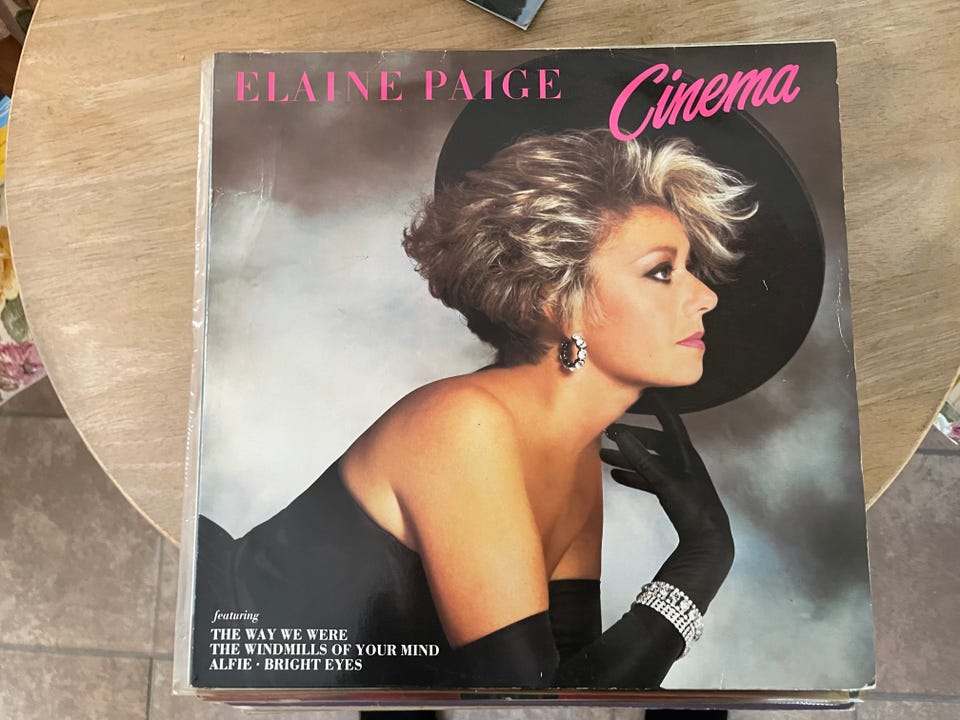 ELAINE PAIGE
Cinema
featuring
THE WAY WE WERE
THE WINDMILLS OF YOUR MIND
ALFIE · BRIGHT EYES